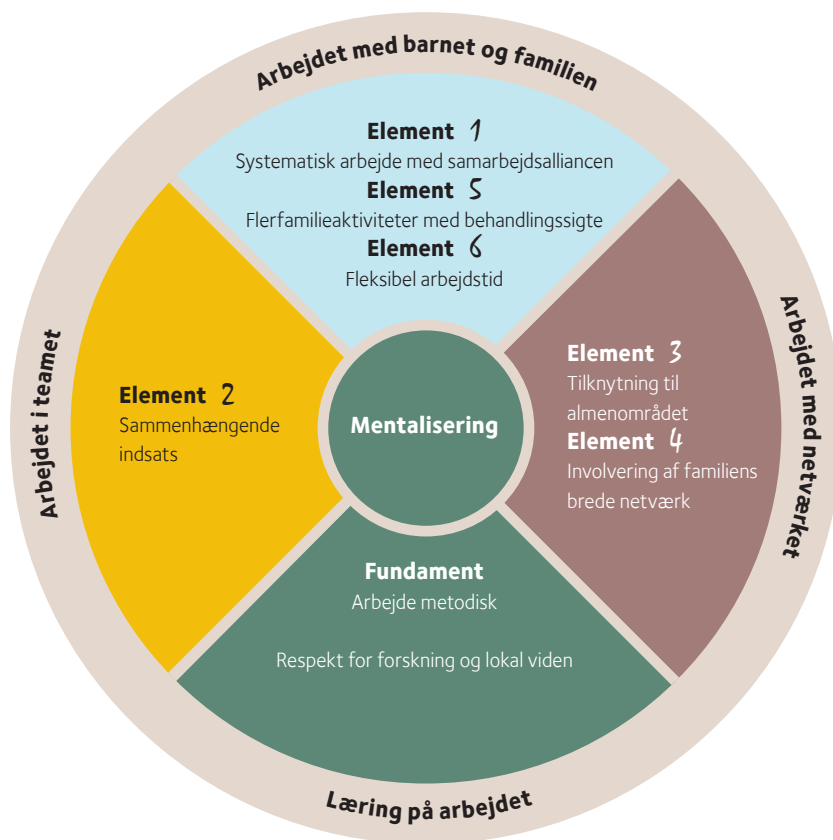 Arbejdet med barnet og familien
Element 1
Systematisk arbejde med samarbejdsalliancen
Element 5
Flerfamilieaktiviteter med behandlingssigte
Element 6
Fleksibel arbejdstid
Arbejdet i teamet
Element 2
Sammenhængende
indsats
Mentalisering
Element 3
Tilknytning til
almenområdet
Element 4
Involvering af familiens
brede netværk
Arbejdet med netværket
Fundament
Arbejde metodisk
Respekt for forskning og lokal viden
Læring på arbejdet